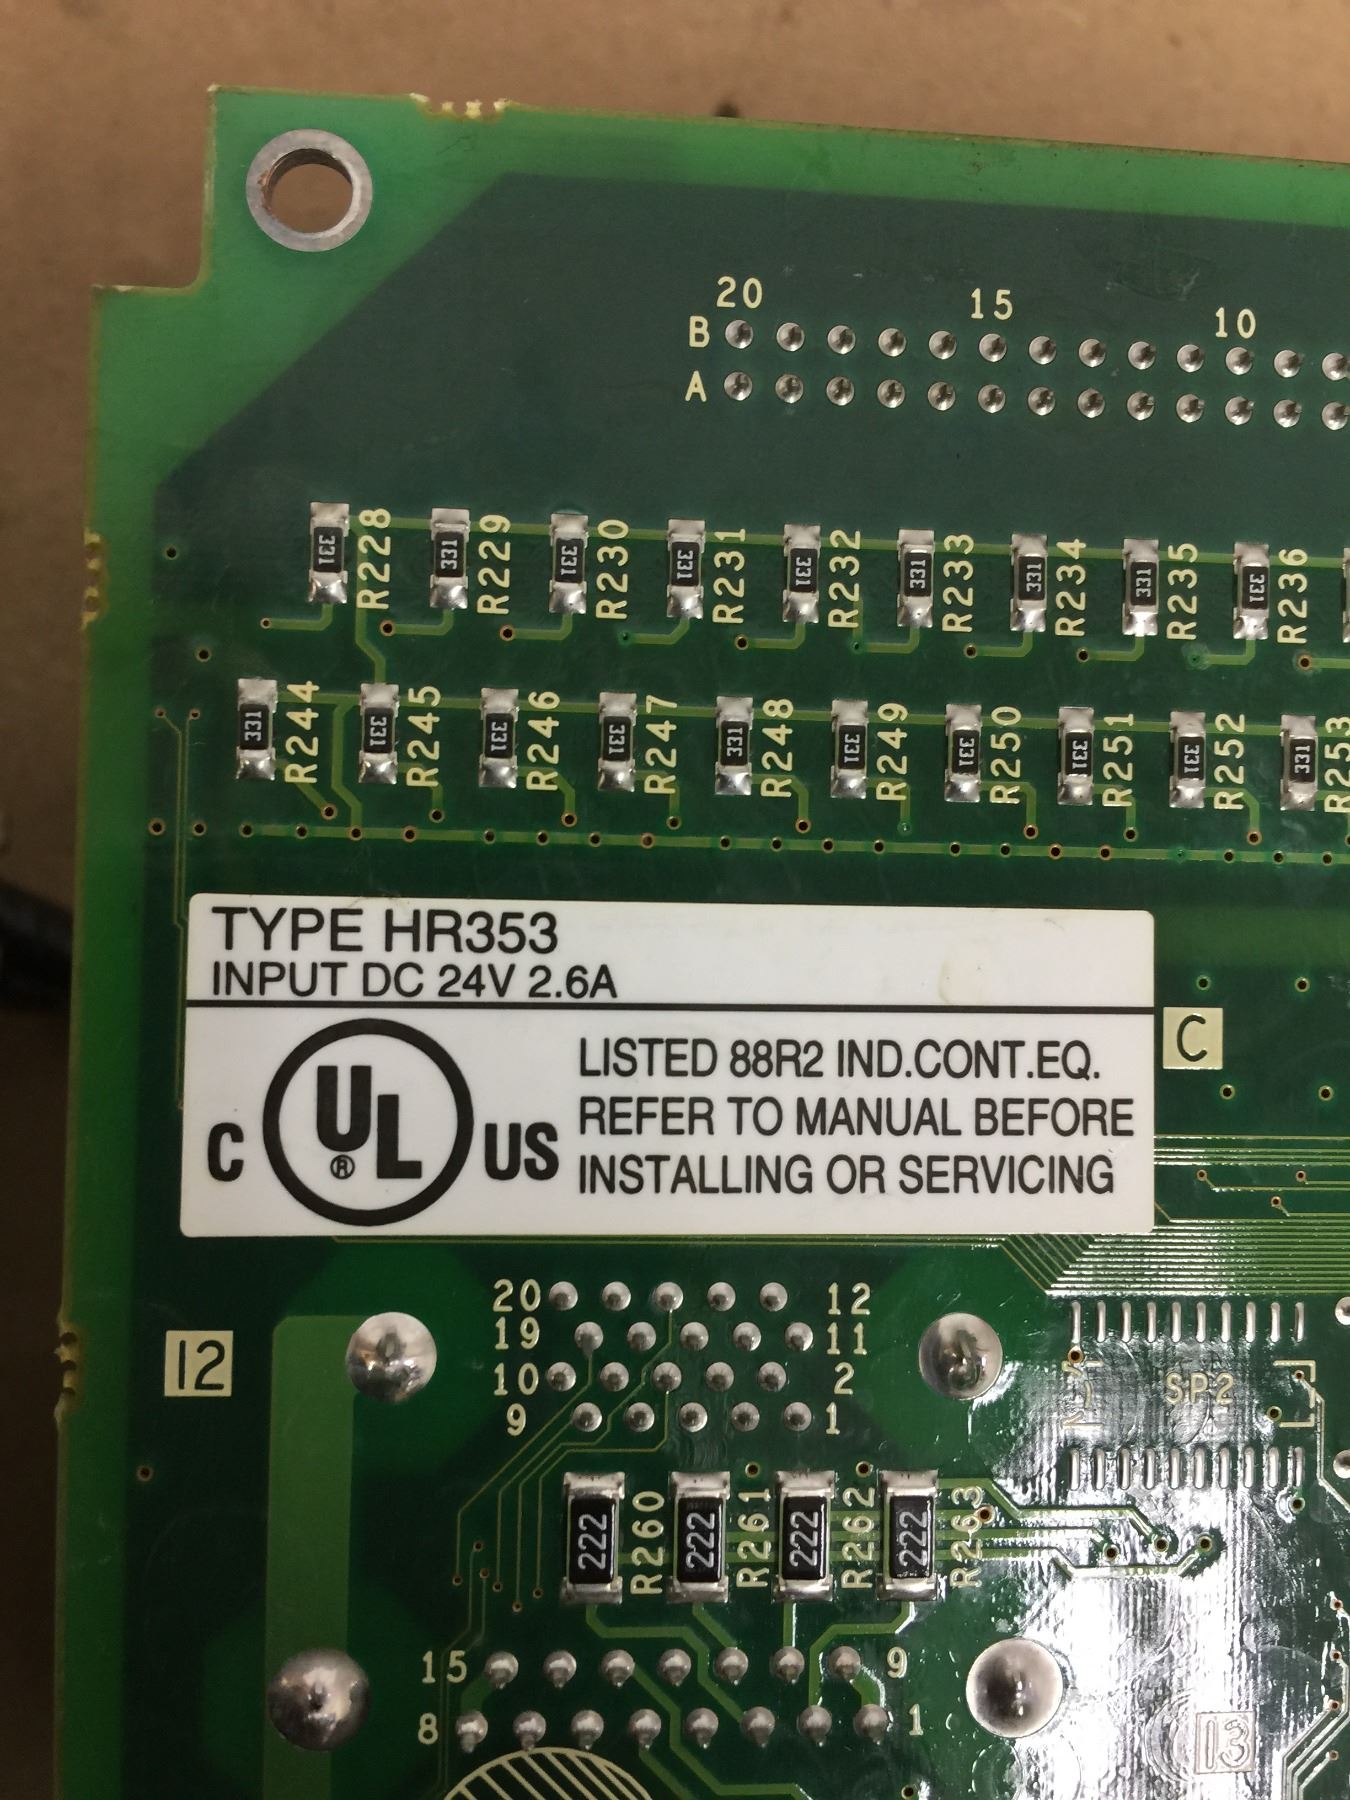 20 15 10
B
A
R228 R229 R230 R231 R232 R233 R234 R235 R236
331 331 331 331 331 331 331 331 331
R244 R245 R246 R247 R248 R249 R250 R251 R252 R253
331 331 331 331 331 331 331 331 331 331
TYPE HR353
INPUT DC 24V 2.6A
C UL® US
LISTED 88R2 IND.CONT.EQ.
REFER TO MANUAL BEFORE
INSTALLING OR SERVICING
C
20 12
19 11
10 2
9 1
12
SP2
222 R260 222 R261 222 R262 222 R263
15 9
8 1
13